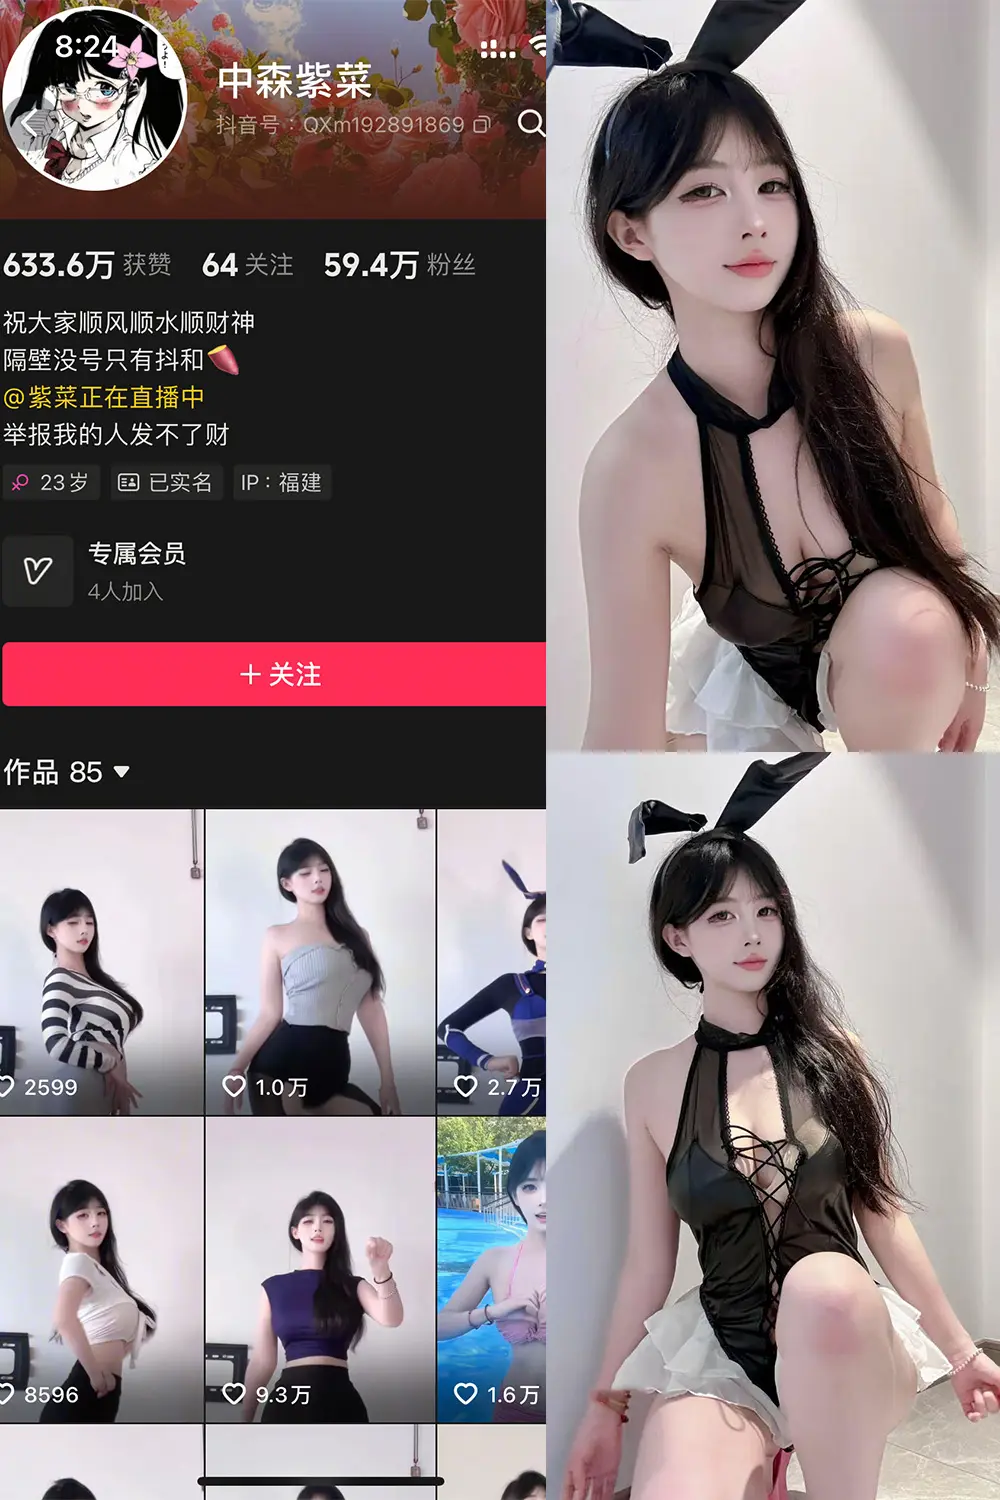 8:24
中森紫菜
抖音号：QXm192891869
633.6万 获赞 64 关注 59.4万 粉丝
祝大家顺风顺水顺财神
隔壁没号只有抖和🍠
@紫菜正在直播中
举报我的人发不了财
23岁 已实名 IP：福建
专属会员
4人加入
+ 关注
作品 85
2599 1.0万 2.7万
8596 9.3万 1.6万